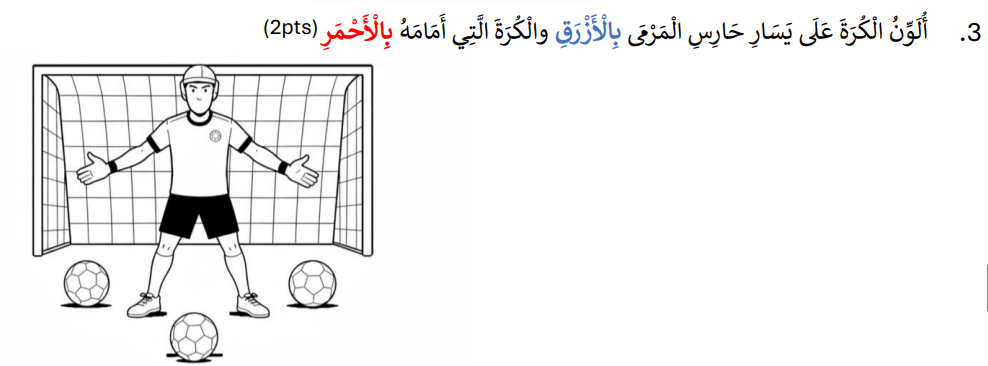 3. أُلَوِّنُ الْكُرَةَ عَلَى يَسَارِ حَارِسِ الْمَرْمَى بِالْأَزْرَقِ والْكُرَةَ الَّتِي أَمَامَهُ بِالْأَحْمَرِ (2pts)